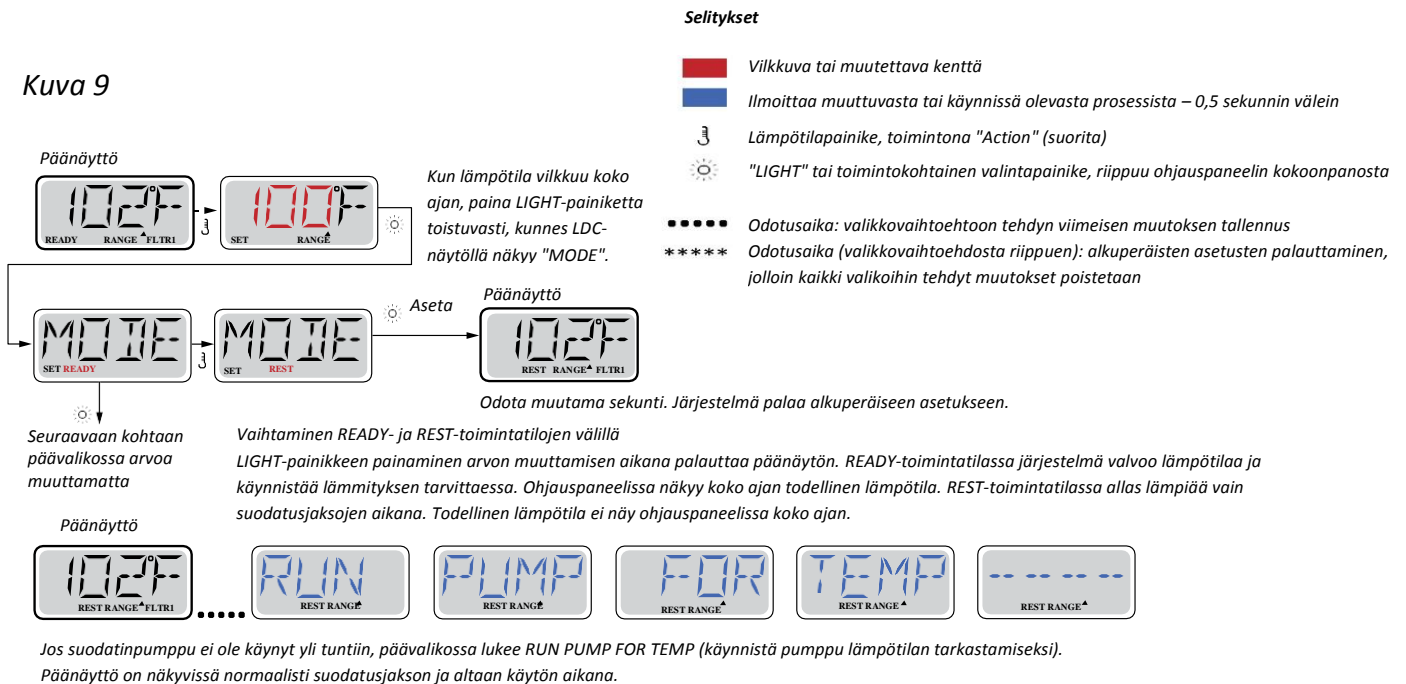 Selitykset
Kuva 9
Vilkkuva tai muutettava kenttä
Ilmoittaa muuttuvasta tai käynnissä olevasta prosessista – 0,5 sekunnin välein
Lämpötilapainike, toimintona "Action" (suorita)
"LIGHT" tai toimintokohtainen valintapainike, riippuu ohjauspaneelin kokoonpanosta
••••• Odotusaika: valikkovaihtoehtoon tehdyn viimeisen muutoksen tallennus
***** Odotusaika (valikkovaihtoehdosta riippuen): alkuperäisten asetusten palauttaminen,
jolloin kaikki valikoihin tehdyt muutokset poistetaan
Päänäyttö
102°F
READY RANGE FLTR1
100°F
SET RANGE
Kun lämpötila vilkkuu koko
ajan, paina LIGHT-painiketta
toistuvasti, kunnes LDC-
näytöllä näkyy "MODE".
MODE
SET READY
MODE
SET REST
Aseta
Päänäyttö
102°F
REST RANGE FLTR1
Odota muutama sekunti. Järjestelmä palaa alkuperäiseen asetukseen.
Seuraavaan kohtaan
päävalikossa arvoa
muuttamatta
Vaihtaminen READY- ja REST-toimintatilojen välillä
LIGHT-painikkeen painaminen arvon muuttamisen aikana palauttaa päänäytön. READY-toimintatilassa järjestelmä valvoo lämpötilaa ja
käynnistää lämmityksen tarvittaessa. Ohjauspaneelissa näkyy koko ajan todellinen lämpötila. REST-toimintatilassa allas lämpiää vain
suodatusjaksojen aikana. Todellinen lämpötila ei näy ohjauspaneelissa koko ajan.
Päänäyttö
102°F
REST RANGE FLTR1
•••••
RUN
REST RANGE
PUMP
REST RANGE
FOR
REST RANGE
TEMP
REST RANGE
-- -- -- --
REST RANGE
Jos suodatinpumppu ei ole käynyt yli tuntiin, päävalikossa lukee RUN PUMP FOR TEMP (käynnistä pumppu lämpötilan tarkastamiseksi).
Päänäyttö on näkyvissä normaalisti suodatusjakson ja altaan käytön aikana.